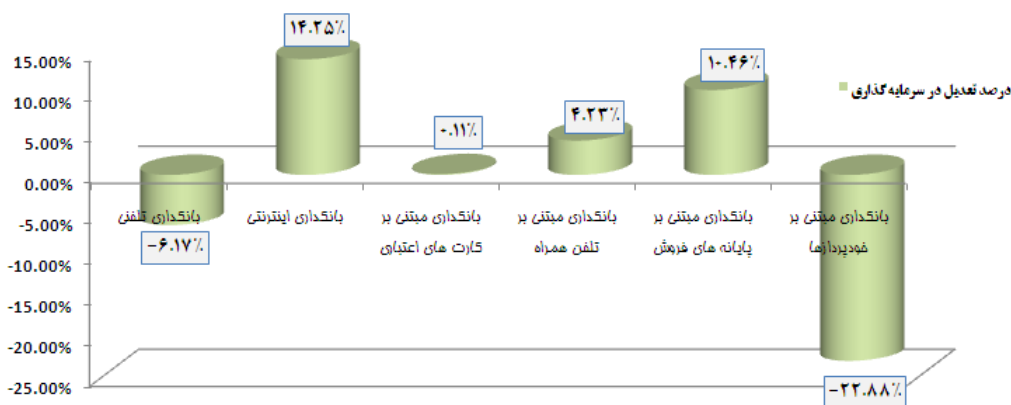 ۱۴.۲۵٪
۱۰.۴۶٪
۴.۲۳٪
۰.۱۱٪
درصد تعدیل در سرمایه گذاری
15.00%
10.00%
5.00%
0.00%
-5.00%
-10.00%
-15.00%
-20.00%
-25.00%
بانکداری تلفنی
بانکداری اینترنتی
بانکداری مبتنی بر
کارت های اعتباری
بانکداری مبتنی بر
تلفن همراه
بانکداری مبتنی بر
پایانه های فروش
بانکداری مبتنی بر
خودپردازها
-۶.۱۷٪
-۲۲.۸۸٪